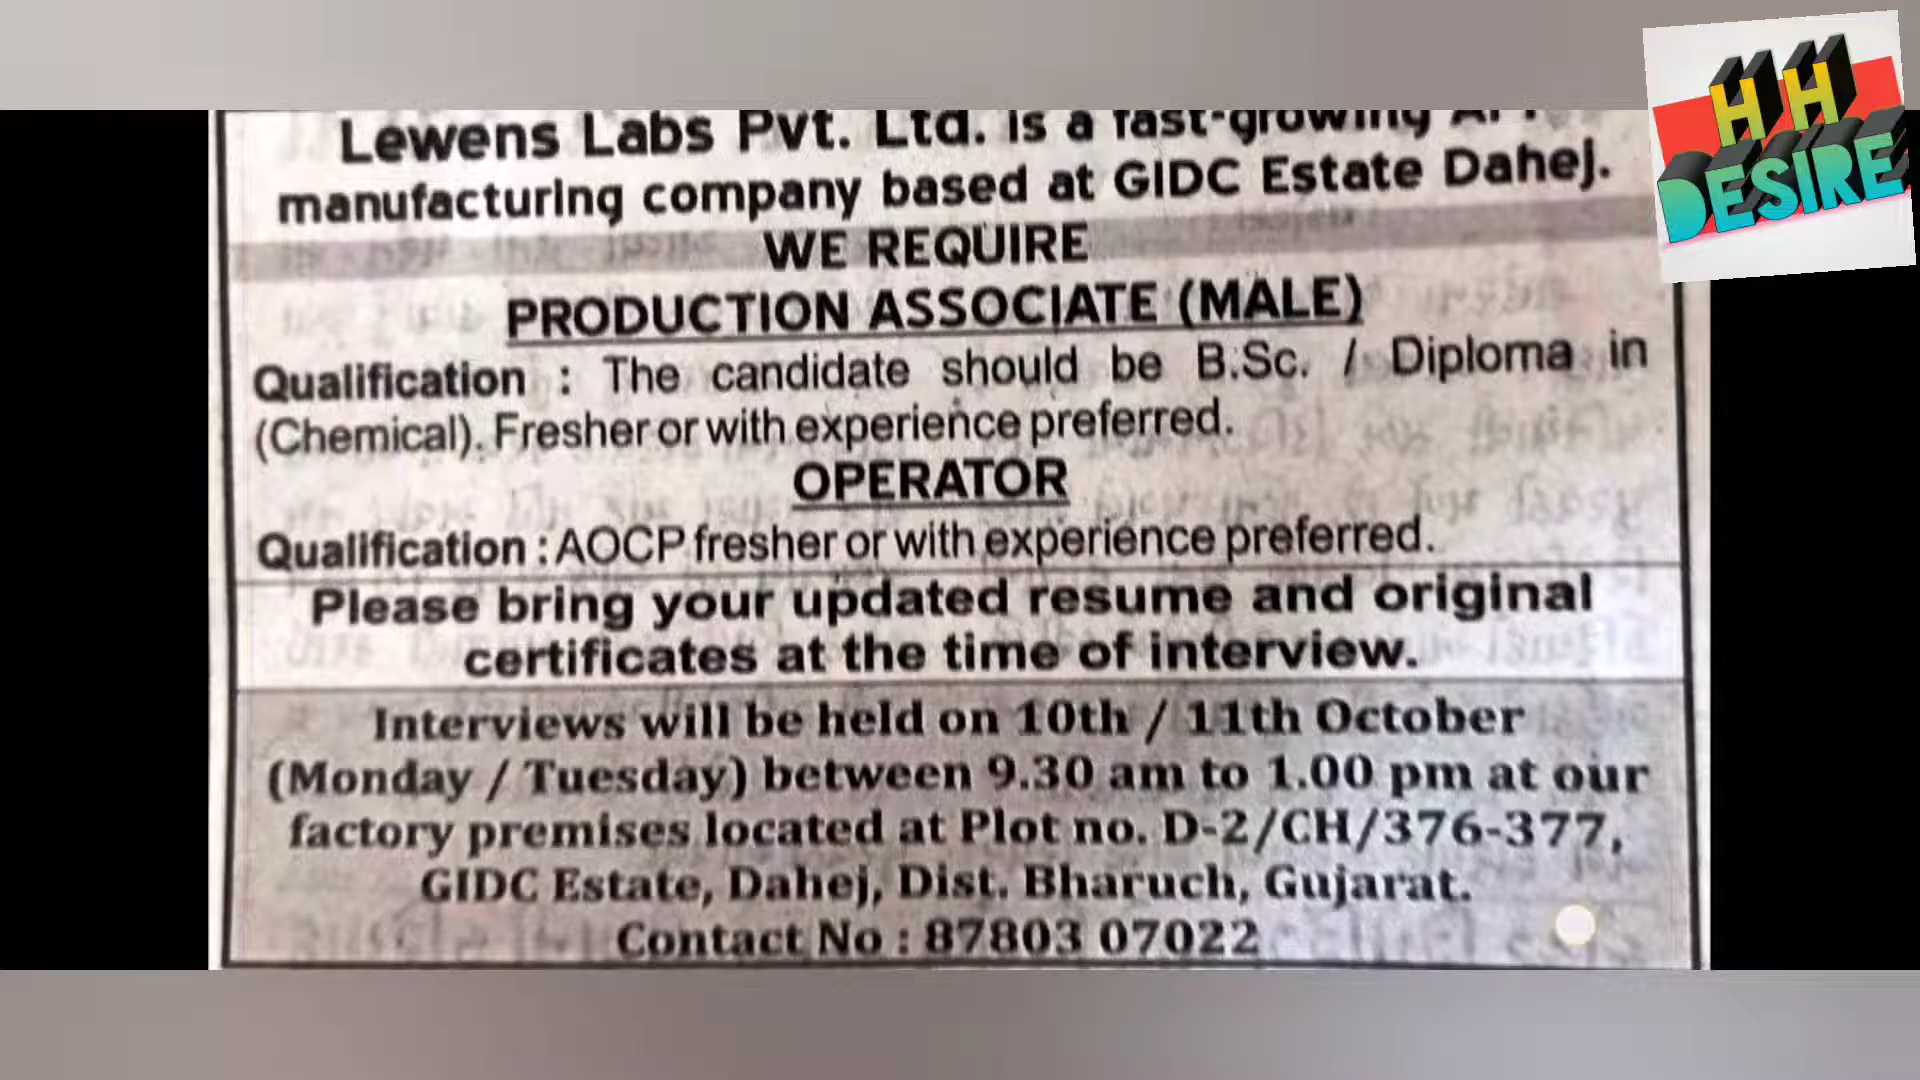 Lewens Labs Pvt. Ltd. is a fast-growing
manufacturing company based at GIDC Estate Dahej.
WE REQUIRE
PRODUCTION ASSOCIATE (MALE)
Qualification : The candidate should be B.Sc. / Diploma in
(Chemical). Fresher or with experience preferred.
OPERATOR
Qualification : AOCP fresher or with experience preferred.
Please bring your updated resume and original
certificates at the time of interview.
Interviews will be held on 10th / 11th October
(Monday / Tuesday) between 9.30 am to 1.00 pm at our
factory premises located at Plot no. D-2/CH/376-377,
GIDC Estate, Dahej, Dist. Bharuch, Gujarat.
Contact No : 87803 07022
HH
DESIRE